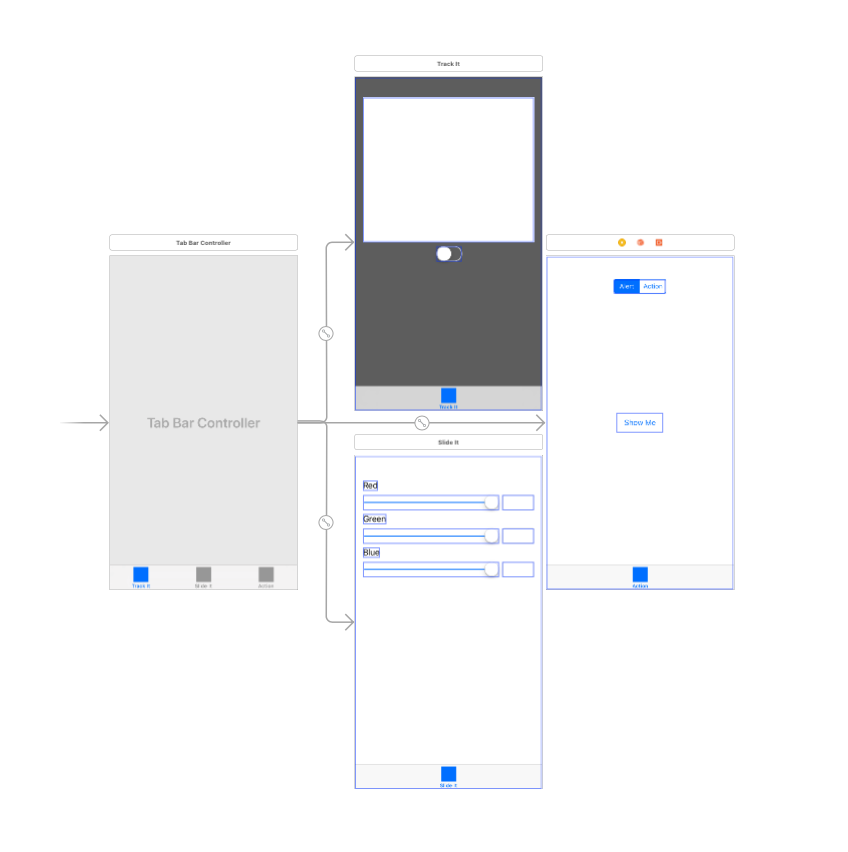 Track It
Tab Bar Controller
Alert Action
Tab Bar Controller
Show Me
Track It
Slide It
Red
Green
Blue
Track It Slide It Action
Action
Slide It